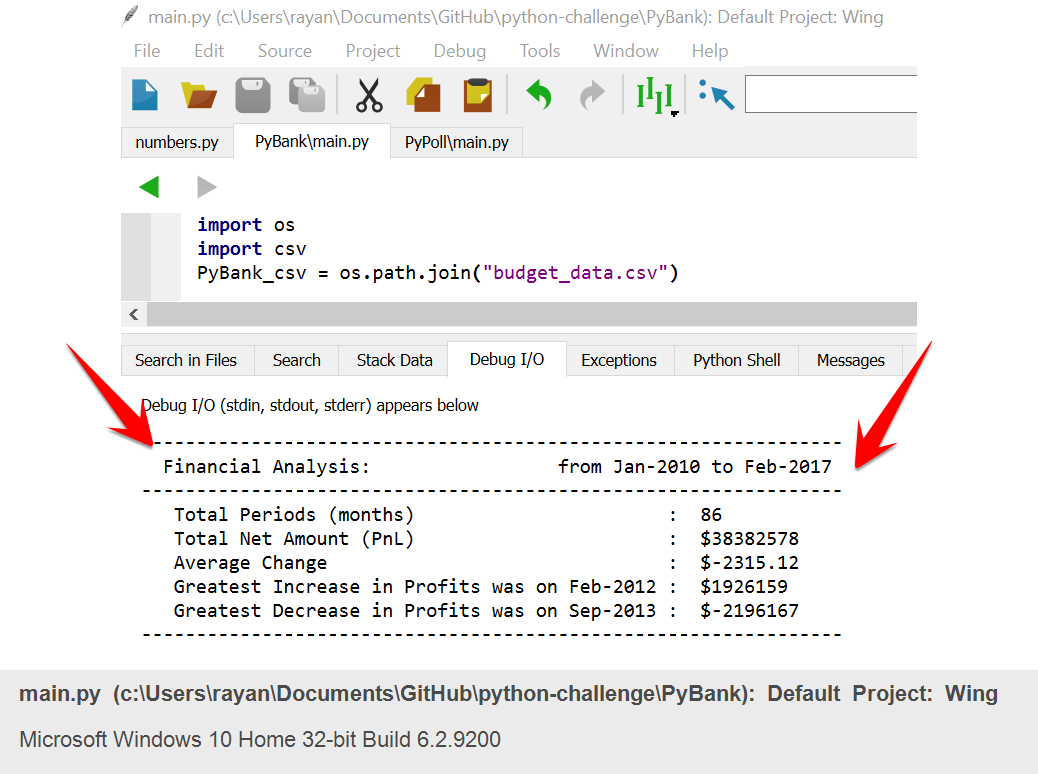 main.py (c:\Users\rayan\Documents\GitHub\python-challenge\PyBank): Default Project: Wing
File Edit Source Project Debug Tools Window Help
numbers.py PyBank\main.py PyPoll\main.py
import os
import csv
PyBank_csv = os.path.join("budget_data.csv")
Search in Files Search Stack Data Debug I/O Exceptions Python Shell Messages
Debug I/O (stdin, stdout, stderr) appears below
----------------------------------------------------------------
Financial Analysis: from Jan-2010 to Feb-2017
----------------------------------------------------------------
Total Periods (months) : 86
Total Net Amount (PnL) : $38382578
Average Change : $-2315.12
Greatest Increase in Profits was on Feb-2012 : $1926159
Greatest Decrease in Profits was on Sep-2013 : $-2196167
----------------------------------------------------------------
main.py (c:\Users\rayan\Documents\GitHub\python-challenge\PyBank): Default Project: Wing
Microsoft Windows 10 Home 32-bit Build 6.2.9200